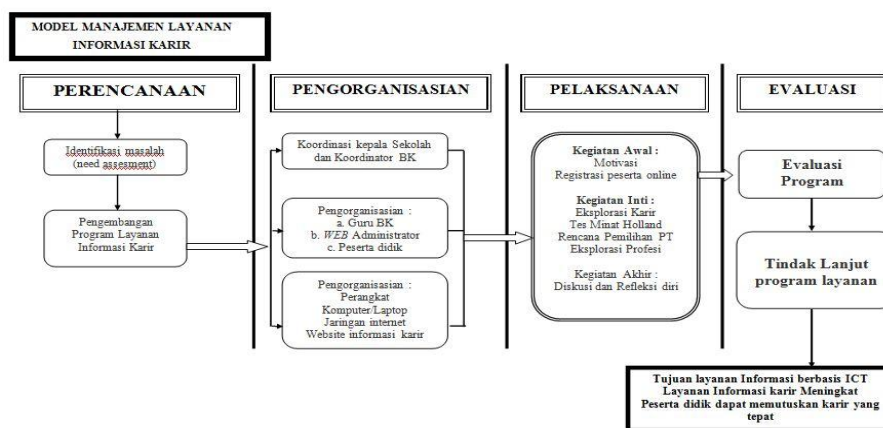 MODEL MANAJEMEN LAYANAN
INFORMASI KARIR
PERENCANAAN
Identifikasi masalah
(need assesment)
Pengembangan
Program Layanan
Informasi Karir
PENGORGANISASIAN
Koordinasi kepala Sekolah
dan Koordinator BK
Pengorganisasian :
a. Guru BK
b. WEB Administrator
c. Peserta didik
Pengorganisasian :
Perangkat
Komputer/Laptop
Jaringan internet
Website informasi karir
PELAKSANAAN
Kegiatan Awal :
Motivasi
Registrasi peserta online
Kegiatan Inti :
Eksplorasi Karir
Tes Minat Holland
Rencana Pemilihan PT
Eksplorasi Profesi
Kegiatan Akhir :
Diskusi dan Refleksi diri
EVALUASI
Evaluasi
Program
Tindak Lanjut
program layanan
Tujuan layanan Informasi berbasis ICT
Layanan Informasi karir Meningkat
Peserta didik dapat memutuskan karir yang
tepat